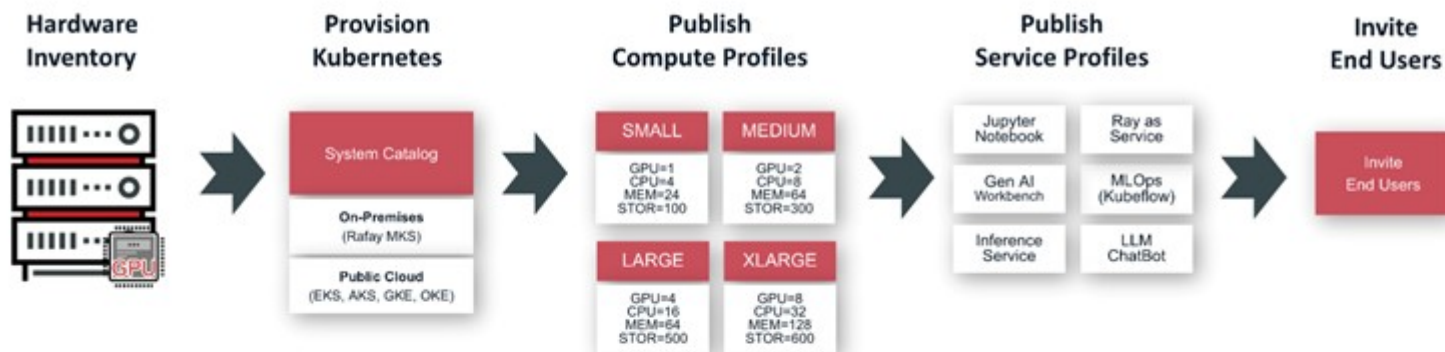 Hardware
Inventory
Provision
Kubernetes
Publish
Compute Profiles
Publish
Service Profiles
Invite
End Users
GPU
System Catalog
On-Premises
(Rafay MKS)
Public Cloud
(EKS, AKS, GKE, OKE)
SMALL
GPU=1
CPU=4
MEM=24
STOR=100
MEDIUM
GPU=2
CPU=8
MEM=64
STOR=300
LARGE
GPU=4
CPU=16
MEM=64
STOR=500
XLARGE
GPU=8
CPU=32
MEM=128
STOR=600
Jupyter
Notebook
Ray as
Service
Gen AI
Workbench
MLOps
(Kubeflow)
Inference
Service
LLM
ChatBot
Invite
End Users